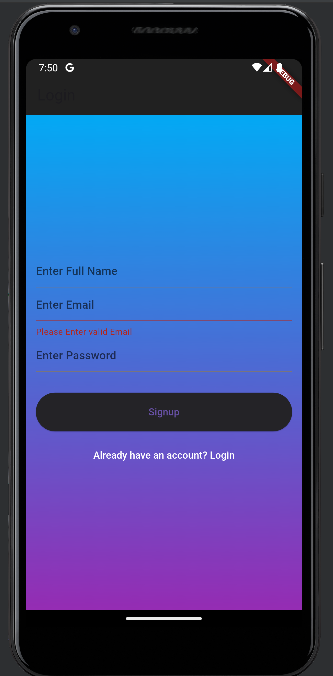 7:50 G
DEBUG
Login
Enter Full Name
Enter Email
Please Enter valid Email
Enter Password
Signup
Already have an account? Login